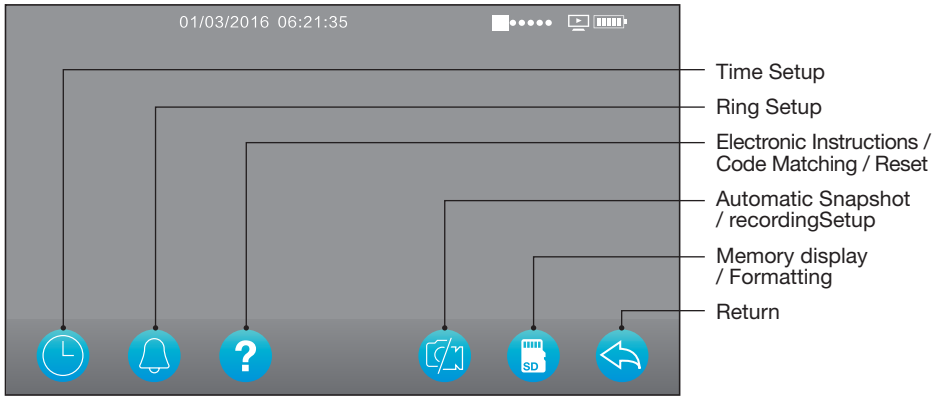 01/03/2016 06:21:35
Time Setup
Ring Setup
Electronic Instructions /
Code Matching / Reset
Automatic Snapshot
/ recordingSetup
Memory display
/ Formatting
Return
?
SD